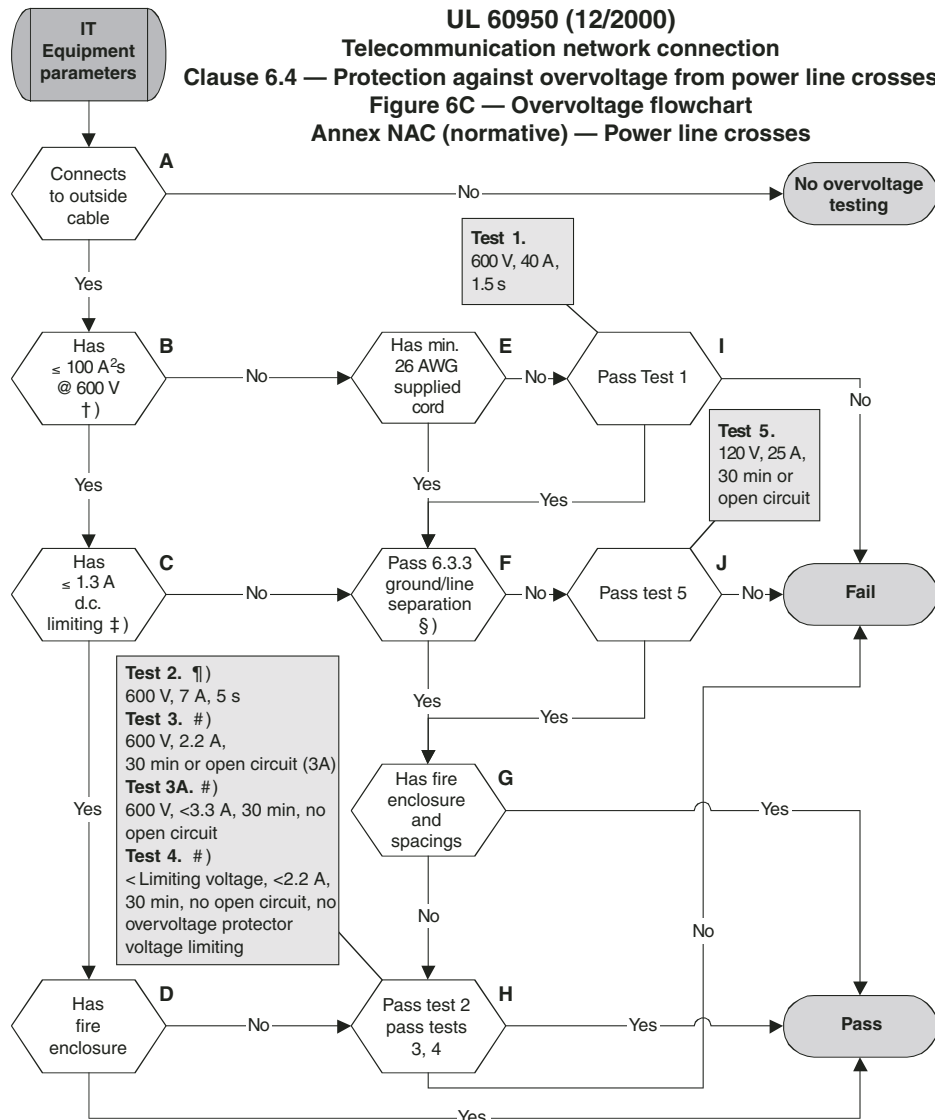 UL 60950 (12/2000)
Telecommunication network connection
Clause 6.4 — Protection against overvoltage from power line crosses
Figure 6C — Overvoltage flowchart
Annex NAC (normative) — Power line crosses
IT
Equipment
parameters
A
Connects
to outside
cable
No
No overvoltage
testing
Yes
Test 1.
600 V, 40 A,
1.5 s
B
Has
≤ 100 A²s
@ 600 V
†)
No
E
Has min.
26 AWG
supplied
cord
No
I
Pass Test 1
No
Yes
Yes
Yes
Test 5.
120 V, 25 A,
30 min or
open circuit
C
Has
≤ 1.3 A
d.c.
limiting ‡)
No
F
Pass 6.3.3
ground/line
separation
§)
No
J
Pass test 5
No
Fail
Test 2. ¶)
600 V, 7 A, 5 s
Test 3. #)
600 V, 2.2 A,
30 min or open circuit (3A)
Test 3A. #)
600 V, <3.3 A, 30 min, no
open circuit
Test 4. #)
< Limiting voltage, <2.2 A,
30 min, no open circuit, no
overvoltage protector
voltage limiting
Yes
Yes
Yes
G
Has fire
enclosure
and
spacings
Yes
No
No
D
Has
fire
enclosure
No
H
Pass test 2
pass tests
3, 4
Yes
Pass
Yes